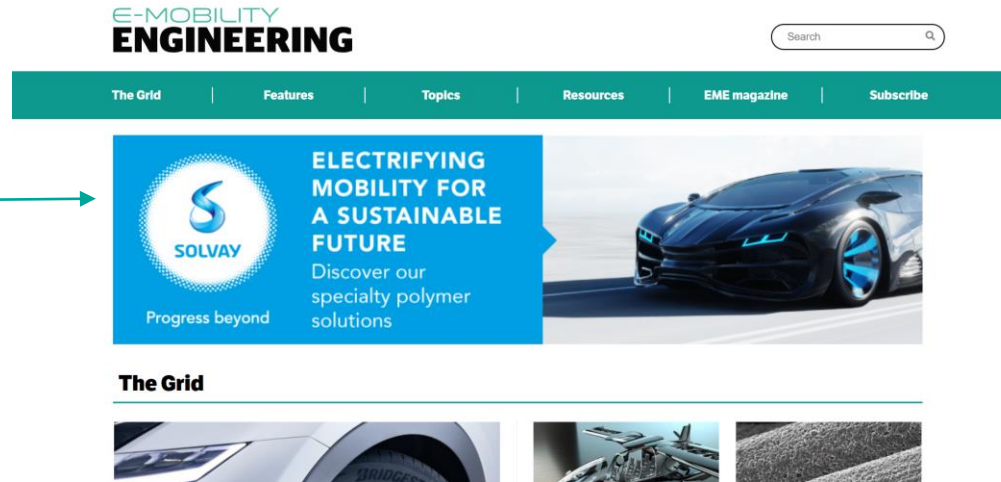 E-MOBILITY
ENGINEERING
Search
The Grid
Features
Topics
Resources
EME magazine
Subscribe
SOLVAY
Progress beyond
ELECTRIFYING
MOBILITY FOR
A SUSTAINABLE
FUTURE
Discover our
specialty polymer
solutions
The Grid